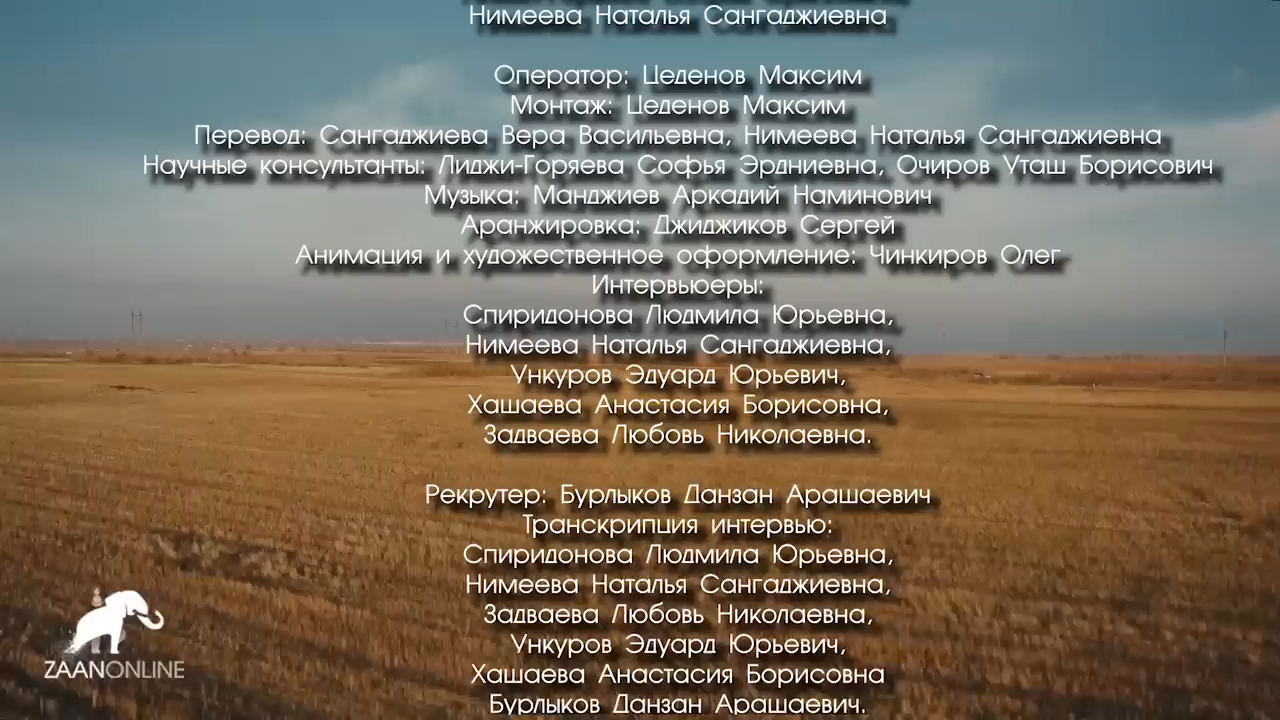 Нимеева Наталья Сангаджиевна
Оператор: Цеденов Максим
Монтаж: Цеденов Максим
Перевод: Сангаджиева Вера Васильевна, Нимеева Наталья Сангаджиевна
Научные консультанты: Лиджи-Горяева Софья Эрдниевна, Очиров Уташ Борисович
Музыка: Манджиев Аркадий Наминович
Аранжировка: Джиджиков Сергей
Анимация и художественное оформление: Чинкиров Олег
Интервьюеры:
Спиридонова Людмила Юрьевна,
Нимеева Наталья Сангаджиевна,
Ункуров Эдуард Юрьевич,
Хашаева Анастасия Борисовна,
Задваева Любовь Николаевна.
Рекрутер: Бурлыков Данзан Арашаевич
Транскрипция интервью:
Спиридонова Людмила Юрьевна,
Нимеева Наталья Сангаджиевна,
Задваева Любовь Николаевна,
Ункуров Эдуард Юрьевич,
Хашаева Анастасия Борисовна
Бурлыков Данзан Арашаевич.
ZAANONLINE